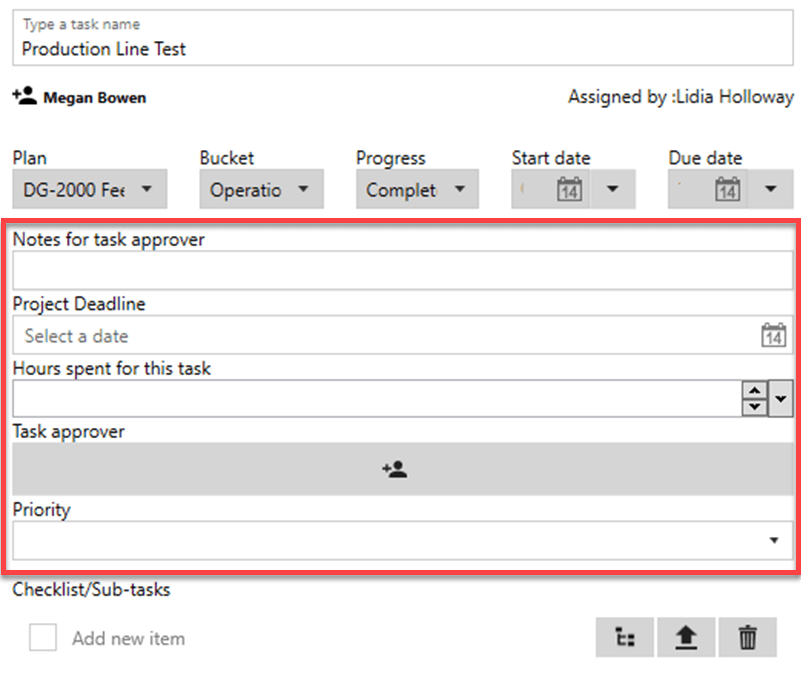 Type a task name
Production Line Test
Megan Bowen Assigned by :Lidia Holloway
Plan Bucket Progress Start date Due date
DG-2000 Fee Operatio Complet 14 14
Notes for task approver
Project Deadline
Select a date 14
Hours spent for this task
Task approver
Priority
Checklist/Sub-tasks
Add new item